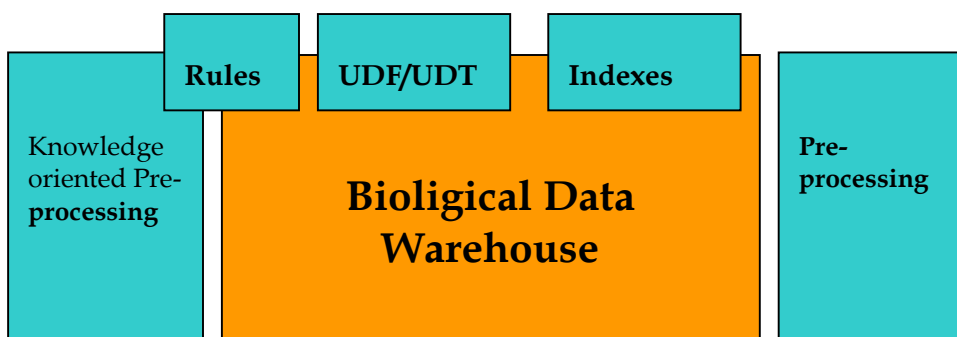 Rules
UDF/UDT
Indexes
Knowledge
oriented Pre-
processing
Bioligical Data
Warehouse
Pre-
processing